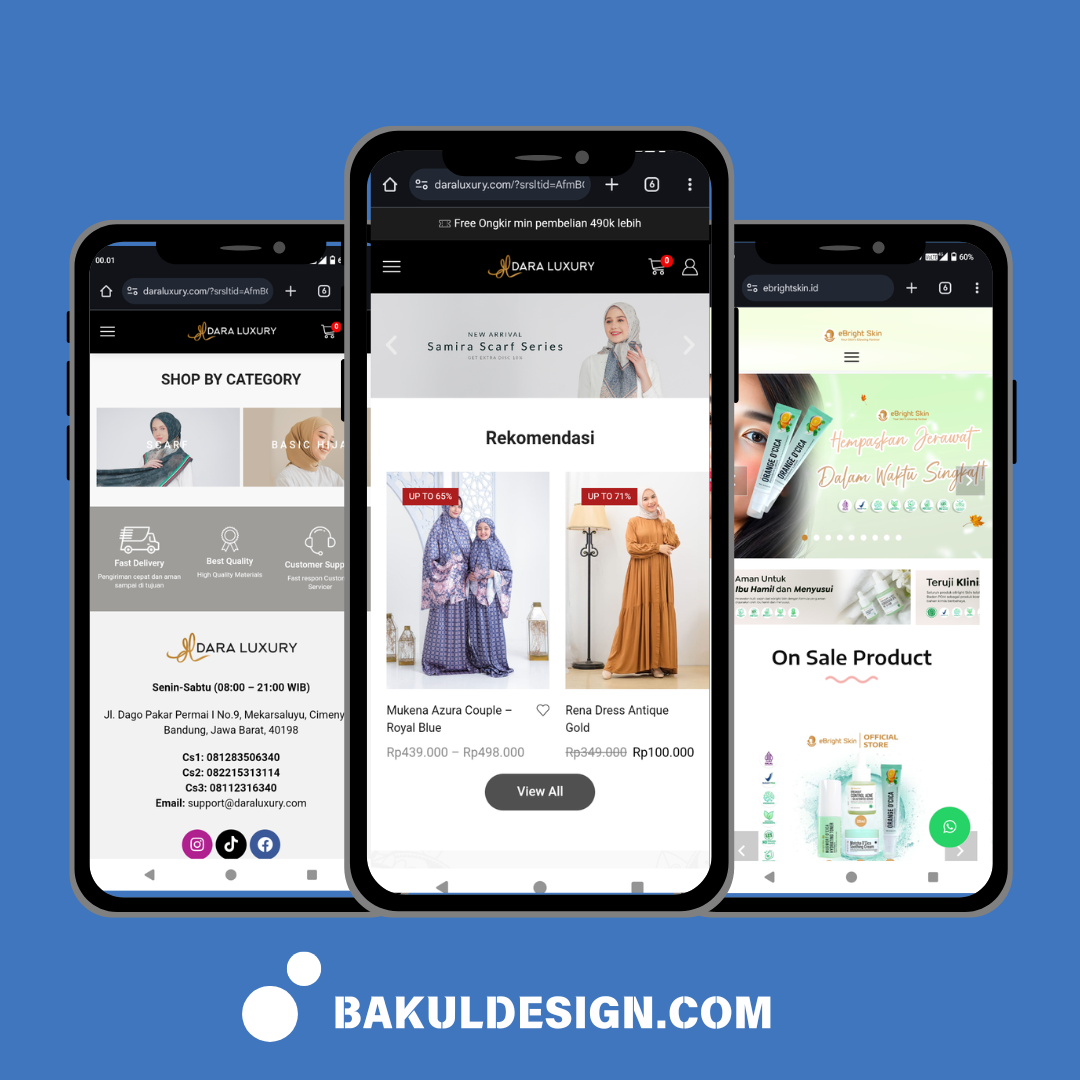 00.01
daraluxury.com/?srsltid=AfmB
6
DARA LUXURY
0
SHOP BY CATEGORY
SCARF
BASIC HIJA
Fast Delivery
Pengiriman cepat dan aman
sampai di tujuan
Best Quality
High Quality Materials
Customer Supp
Fast respon Custom
Servicer
DARA LUXURY
Senin-Sabtu (08:00 – 21:00 WIB)
Jl. Dago Pakar Permai I No.9, Mekarsaluyu, Cimeny
Bandung, Jawa Barat, 40198
Cs1: 081283506340
Cs2: 082215313114
Cs3: 08112316340
Email: support@daraluxury.com
daraluxury.com/?srsltid=AfmB
6
Free Ongkir min pembelian 490k lebih
DARA LUXURY
0
NEW ARRIVAL
Samira Scarf Series
Rekomendasi
UP TO 65%
UP TO 71%
Mukena Azura Couple –
Royal Blue
Rp439.000 – Rp498.000
Rena Dress Antique
Gold
Rp349.000 Rp100.000
View All
60%
ebrightskin.id
6
eBright Skin
eBright Skin
Hempaskan Jerawat
Dalam Waktu Singkat!
ORANGE D'CICA
ORANGE D'CICA
Aman Untuk
Ibu Hamil dan Menyusui
Teruji Klini
On Sale Product
eBright Skin
OFFICIAL
STORE
CONTROL ACNE
ORANGE D'CICA
BAKULDESIGN.COM